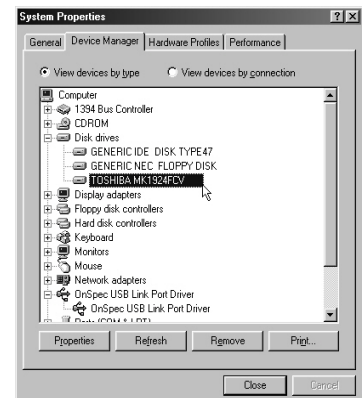 System Properties
General Device Manager Hardware Profiles Performance
View devices by type View devices by connection
Computer
1394 Bus Controller
CDROM
Disk drives
GENERIC IDE DISK TYPE47
GENERIC NEC FLOPPY DISK
TOSHIBA MK1924FCV
Display adapters
Floppy disk controllers
Hard disk controllers
Keyboard
Monitors
Mouse
Network adapters
OnSpec USB Link Port Driver
OnSpec USB Link Port Driver
Ports (COM & LPT)
Properties Refresh Remove Print...
Close Cancel